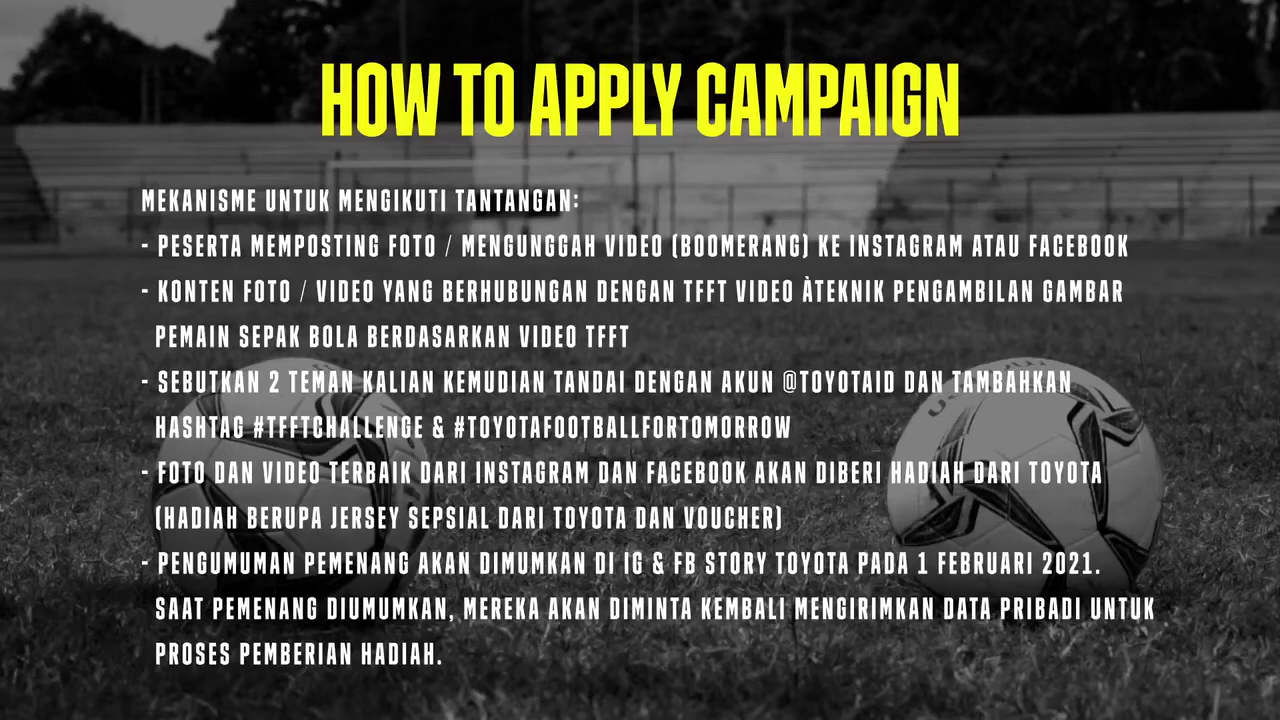 HOW TO APPLY CAMPAIGN
MEKANISME UNTUK MENGIKUTI TANTANGAN:
- PESERTA MEMPOSTING FOTO / MENGUNGGAH VIDEO (BOOMERANG) KE INSTAGRAM ATAU FACEBOOK
- KONTEN FOTO / VIDEO YANG BERHUBUNGAN DENGAN TFFT VIDEO ÀTEKNIK PENGAMBILAN GAMBAR
PEMAIN SEPAK BOLA BERDASARKAN VIDEO TFFT
- SEBUTKAN 2 TEMAN KALIAN KEMUDIAN TANDAI DENGAN AKUN @TOYOTAID DAN TAMBAHKAN
HASHTAG #TFFTCHALLENGE & #TOYOTAFOOTBALLFORTOMORROW
- FOTO DAN VIDEO TERBAIK DARI INSTAGRAM DAN FACEBOOK AKAN DIBERI HADIAH DARI TOYOTA
(HADIAH BERUPA JERSEY SEPSIAL DARI TOYOTA DAN VOUCHER)
- PENGUMUMAN PEMENANG AKAN DIMUMKAN DI IG & FB STORY TOYOTA PADA 1 FEBRUARI 2021.
SAAT PEMENANG DIUMUMKAN, MEREKA AKAN DIMINTA KEMBALI MENGIRIMKAN DATA PRIBADI UNTUK
PROSES PEMBERIAN HADIAH.